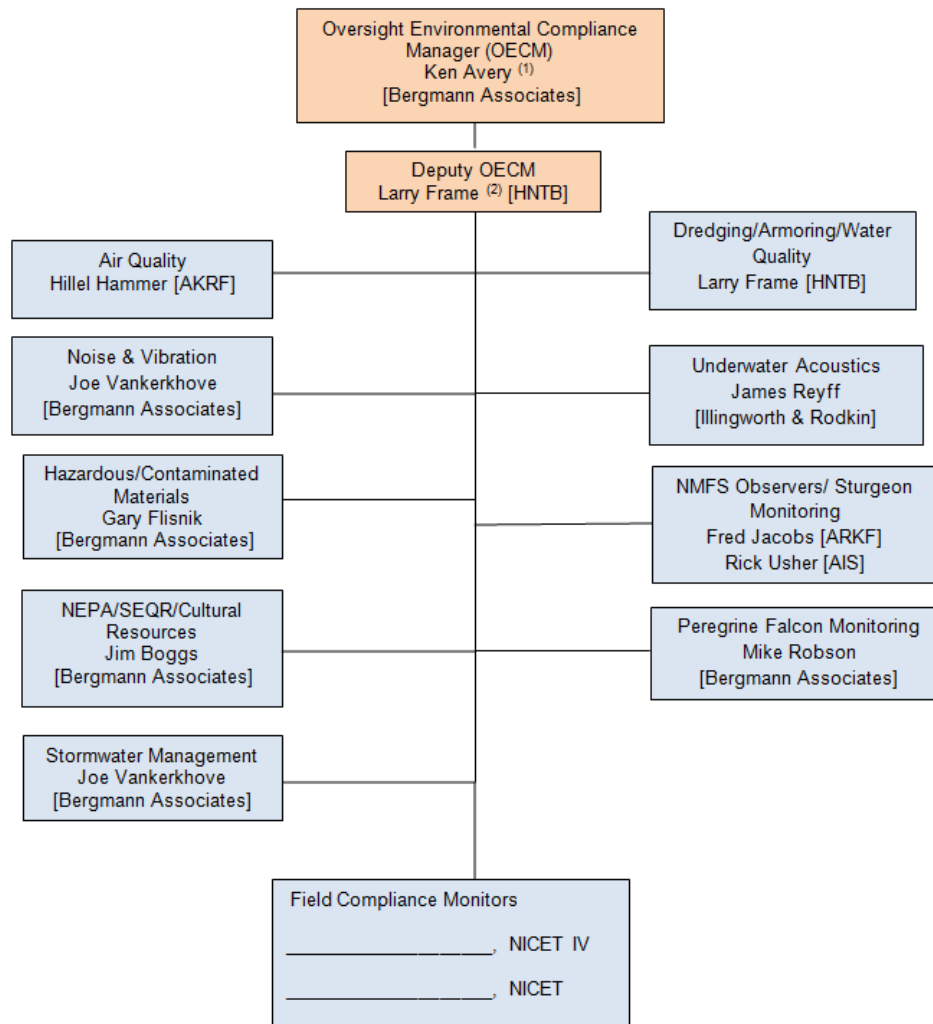 Oversight Environmental Compliance
Manager (OECM)
Ken Avery (1)
[Bergmann Associates]
Deputy OECM
Larry Frame (2) [HNTB]
Air Quality
Hillel Hammer [AKRF]
Dredging/Armoring/Water
Quality
Larry Frame [HNTB]
Noise & Vibration
Joe Vankerkhove
[Bergmann Associates]
Underwater Acoustics
James Reyff
[Illingworth & Rodkin]
Hazardous/Contaminated
Materials
Gary Flisnik
[Bergmann Associates]
NMFS Observers/ Sturgeon
Monitoring
Fred Jacobs [ARKF]
Rick Usher [AIS]
NEPA/SEQR/Cultural
Resources
Jim Boggs
[Bergmann Associates]
Peregrine Falcon Monitoring
Mike Robson
[Bergmann Associates]
Stormwater Management
Joe Vankerkhove
[Bergmann Associates]
Field Compliance Monitors
____________________, NICET IV
____________________, NICET